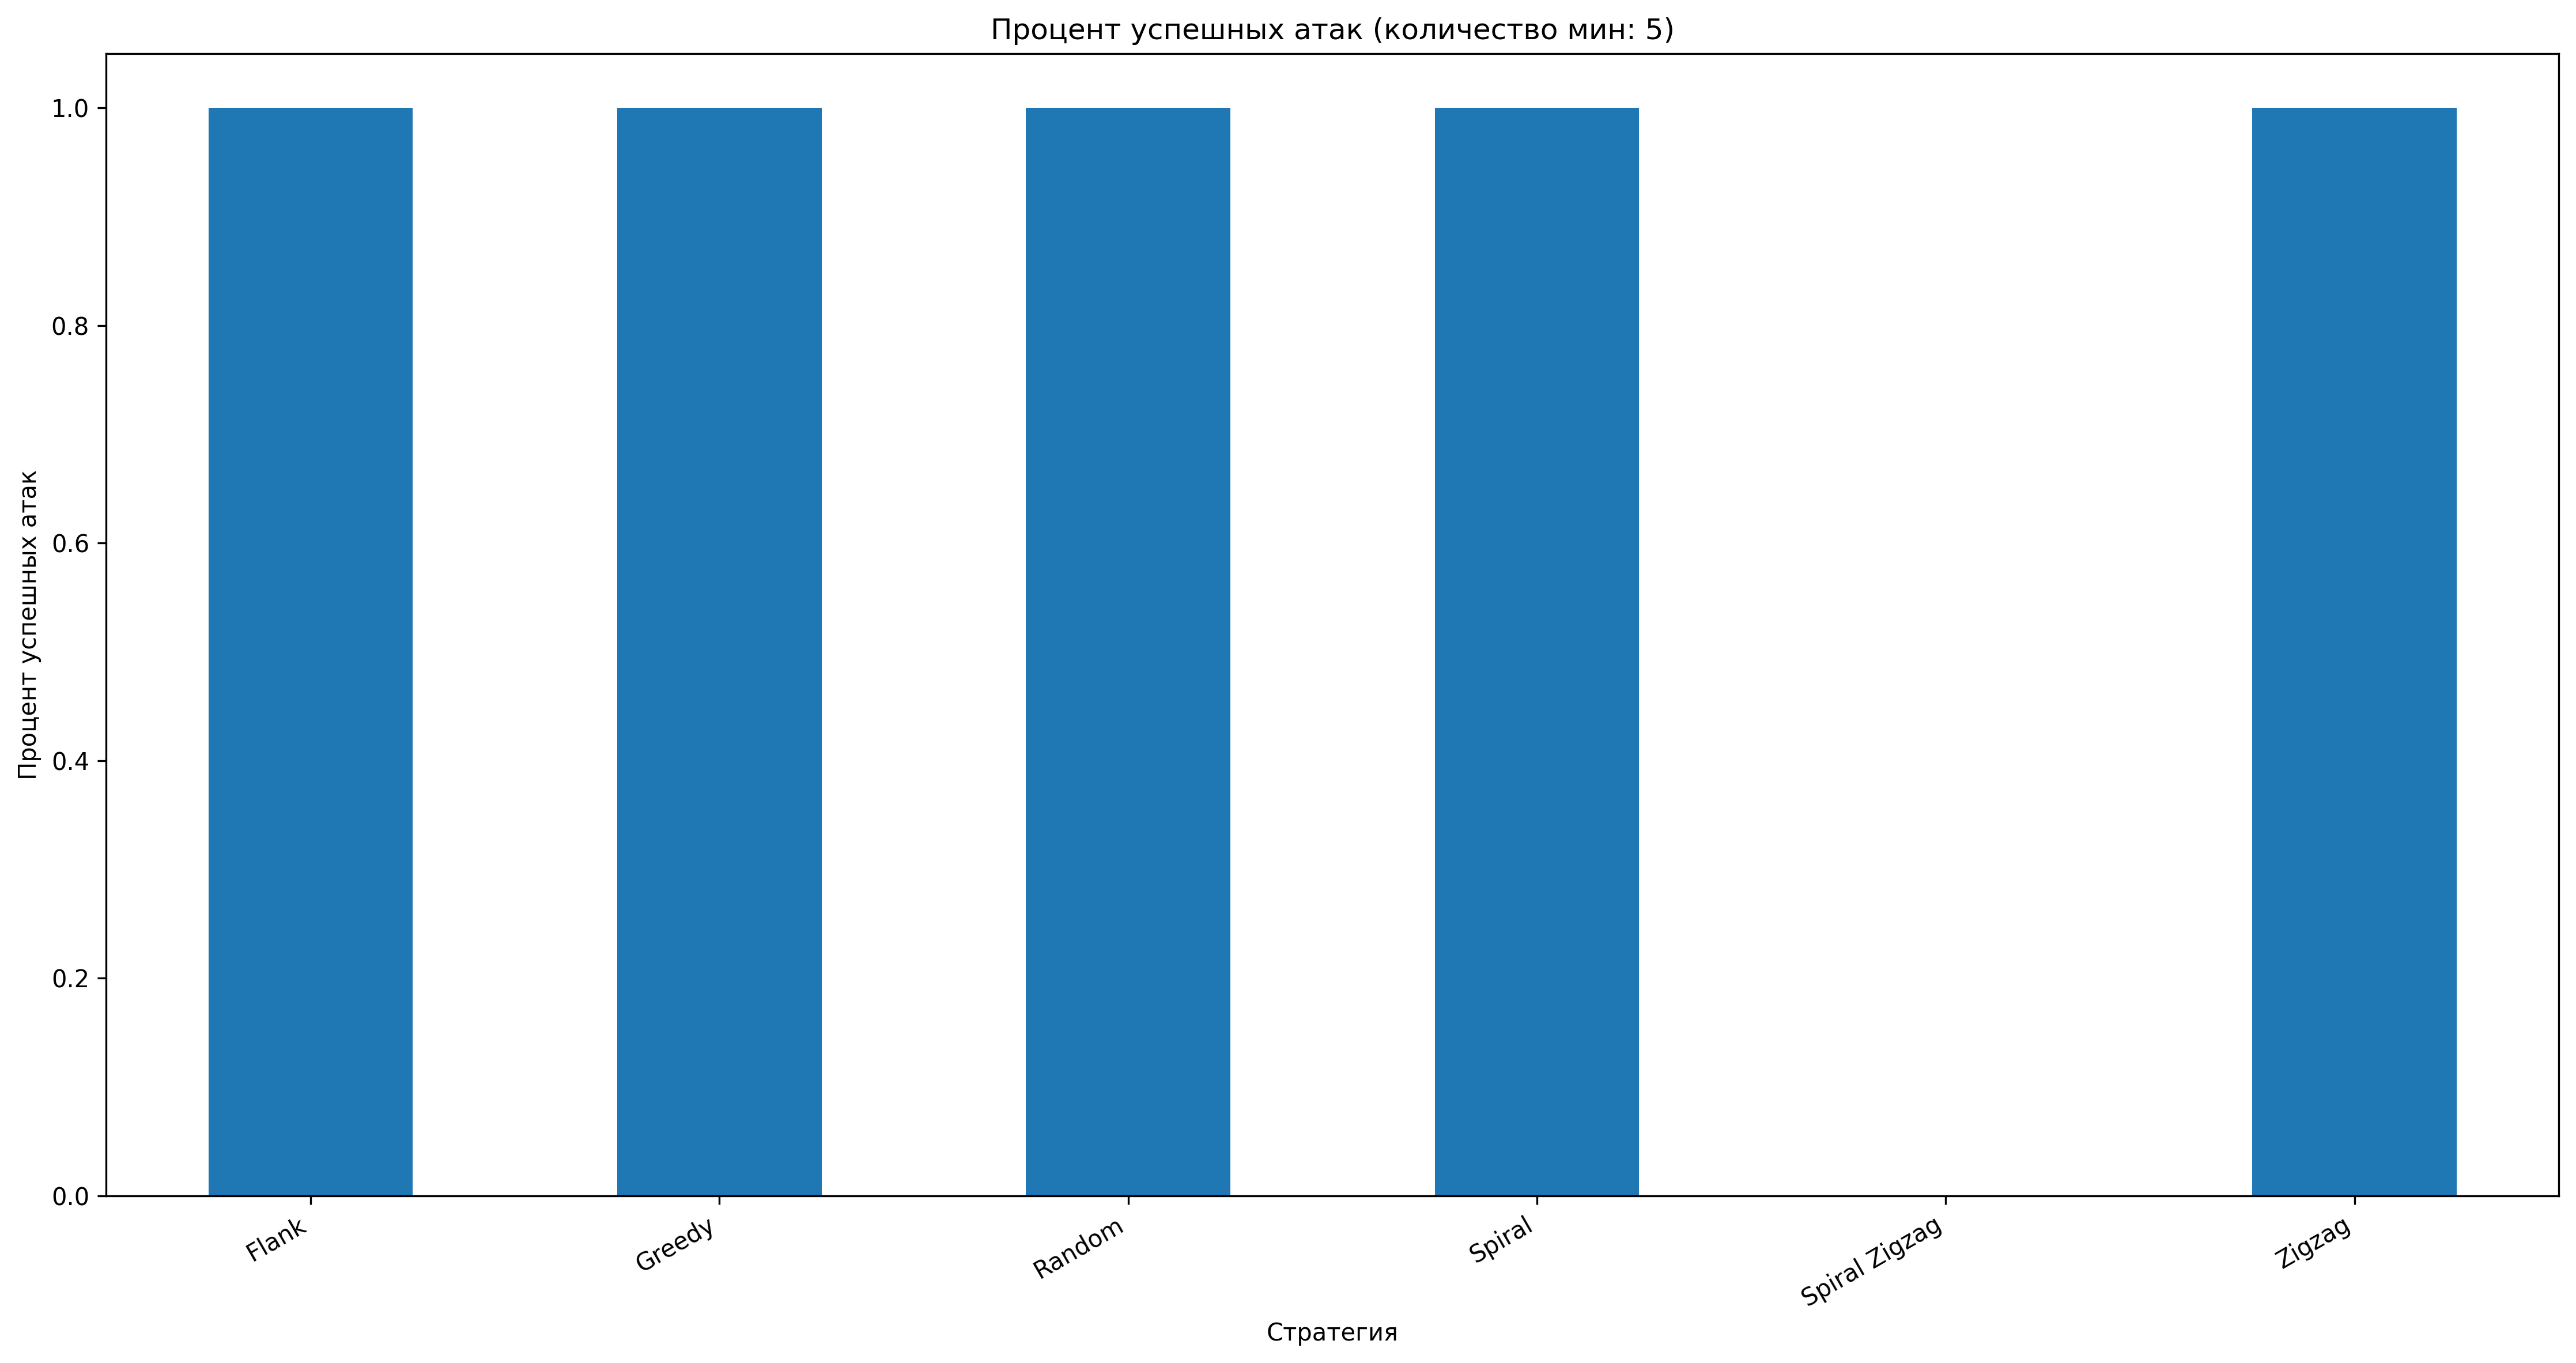 Процент успешных атак (количество мин: 5)
Процент успешных атак
1.0
0.8
0.6
0.4
0.2
0.0
Flank
Greedy
Random
Spiral
Spiral Zigzag
Zigzag
Стратегия